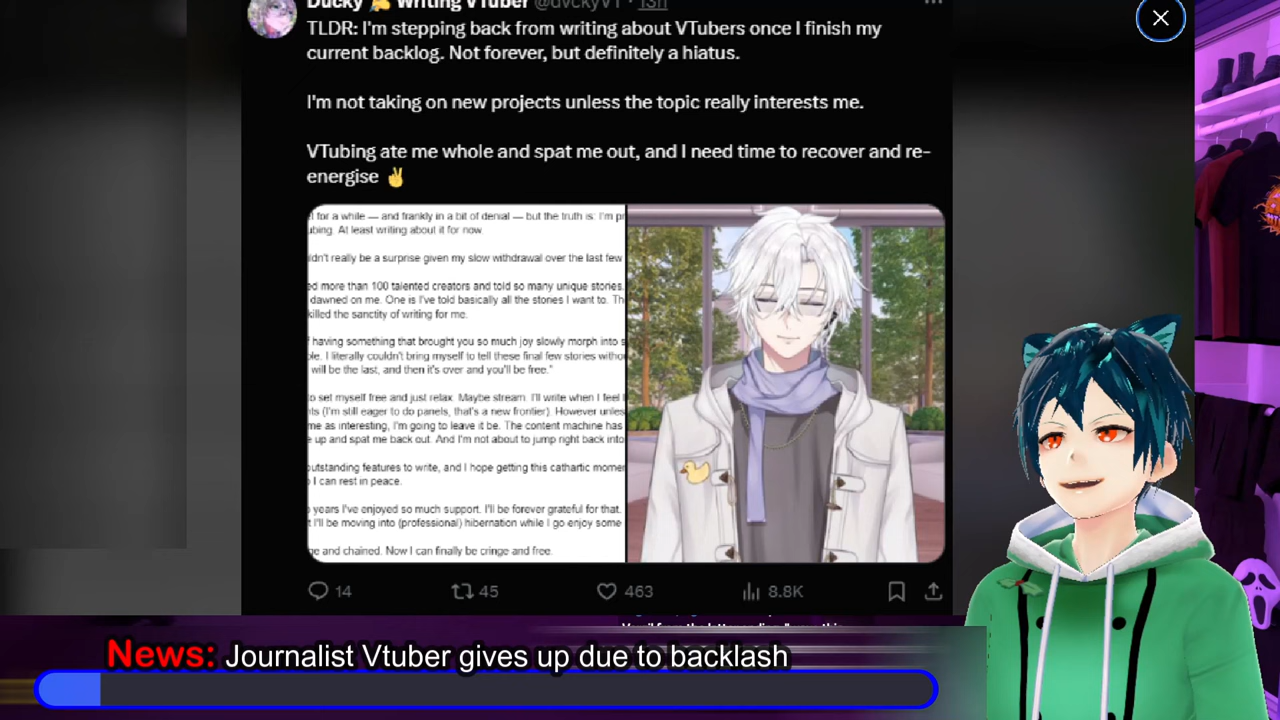 Ducky Writing VTuber @dvckyVT · 13h
TLDR: I'm stepping back from writing about VTubers once I finish my
current backlog. Not forever, but definitely a hiatus.
I'm not taking on new projects unless the topic really interests me.
VTubing ate me whole and spat me out, and I need time to recover and re-
energise ✌️
for a while — and frankly in a bit of denial — but the truth is: I'm
At least writing about it for now.
really be a surprise given my slow withdrawal over the last few
more than 100 talented creators and told so many unique stories.
dawned on me. One is I've told basically all the stories I want to.
killed the sanctity of writing for me.
having something that brought you so much joy slowly morph into
I literally couldn't bring myself to tell these final few stories
will be the last, and then it's over and you'll be free."
set myself free and just relax. Maybe stream. I'll write when I feel
(I'm still eager to do panels, that's a new frontier). However
me as interesting, I'm going to leave it be. The content machine has
up and spat me back out. And I'm not about to jump right back into
outstanding features to write, and I hope getting this cathartic
I can rest in peace.
years I've enjoyed so much support. I'll be forever grateful for that.
I'll be moving into (professional) hibernation while I go enjoy some
and chained. Now I can finally be cringe and free.
14 45 463 8.8K
News: Journalist Vtuber gives up due to backlash